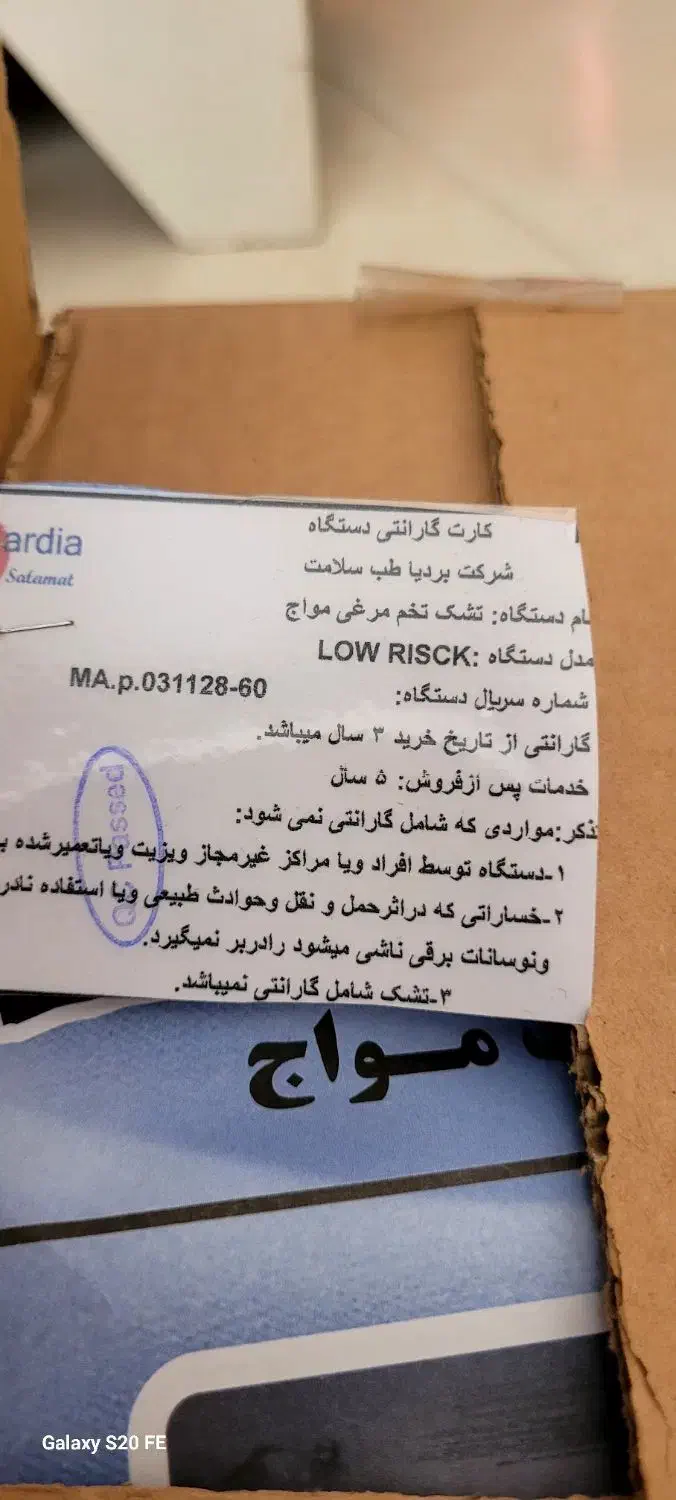 ardia
Salamat
کارت گارانتی دستگاه
شرکت بردیا طب سلامت
نام دستگاه: تشک تخم مرغی مواج
مدل دستگاه :LOW RISCK
شماره سریال دستگاه: MA.p.031128-60
گارانتی از تاریخ خرید ۳ سال میباشد.
خدمات پس ازفروش: ۵ سال
تذکر:مواردی که شامل گارانتی نمی شود:
۱-دستگاه توسط افراد ویا مراکز غیرمجاز ویزیت ویاتعمیرشده
۲-خساراتی که دراثرحمل و نقل وحوادث طبیعی ویا استفاده نادر
ونوسانات برقی ناشی میشود رادربر نمیگیرد.
۳-تشک شامل گارانتی نمیباشد.
QC passed
مواج
Galaxy S20 FE